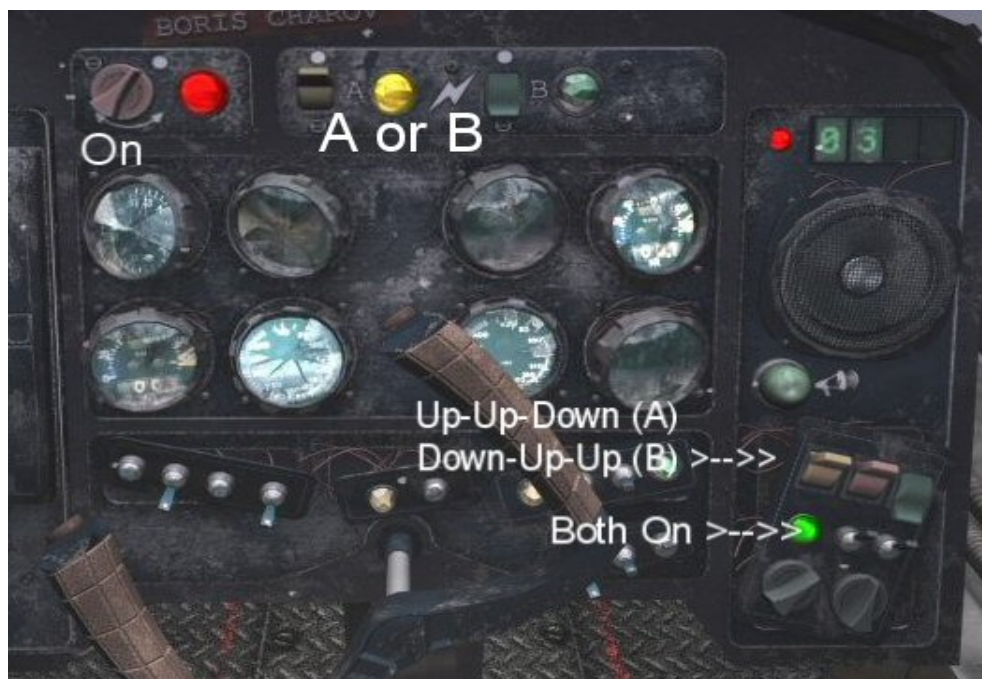 BORIS CHAROV
A B
A or B
On
03
Up-Up-Down (A)
Down-Up-Up (B) >-->>
Both On >-->>